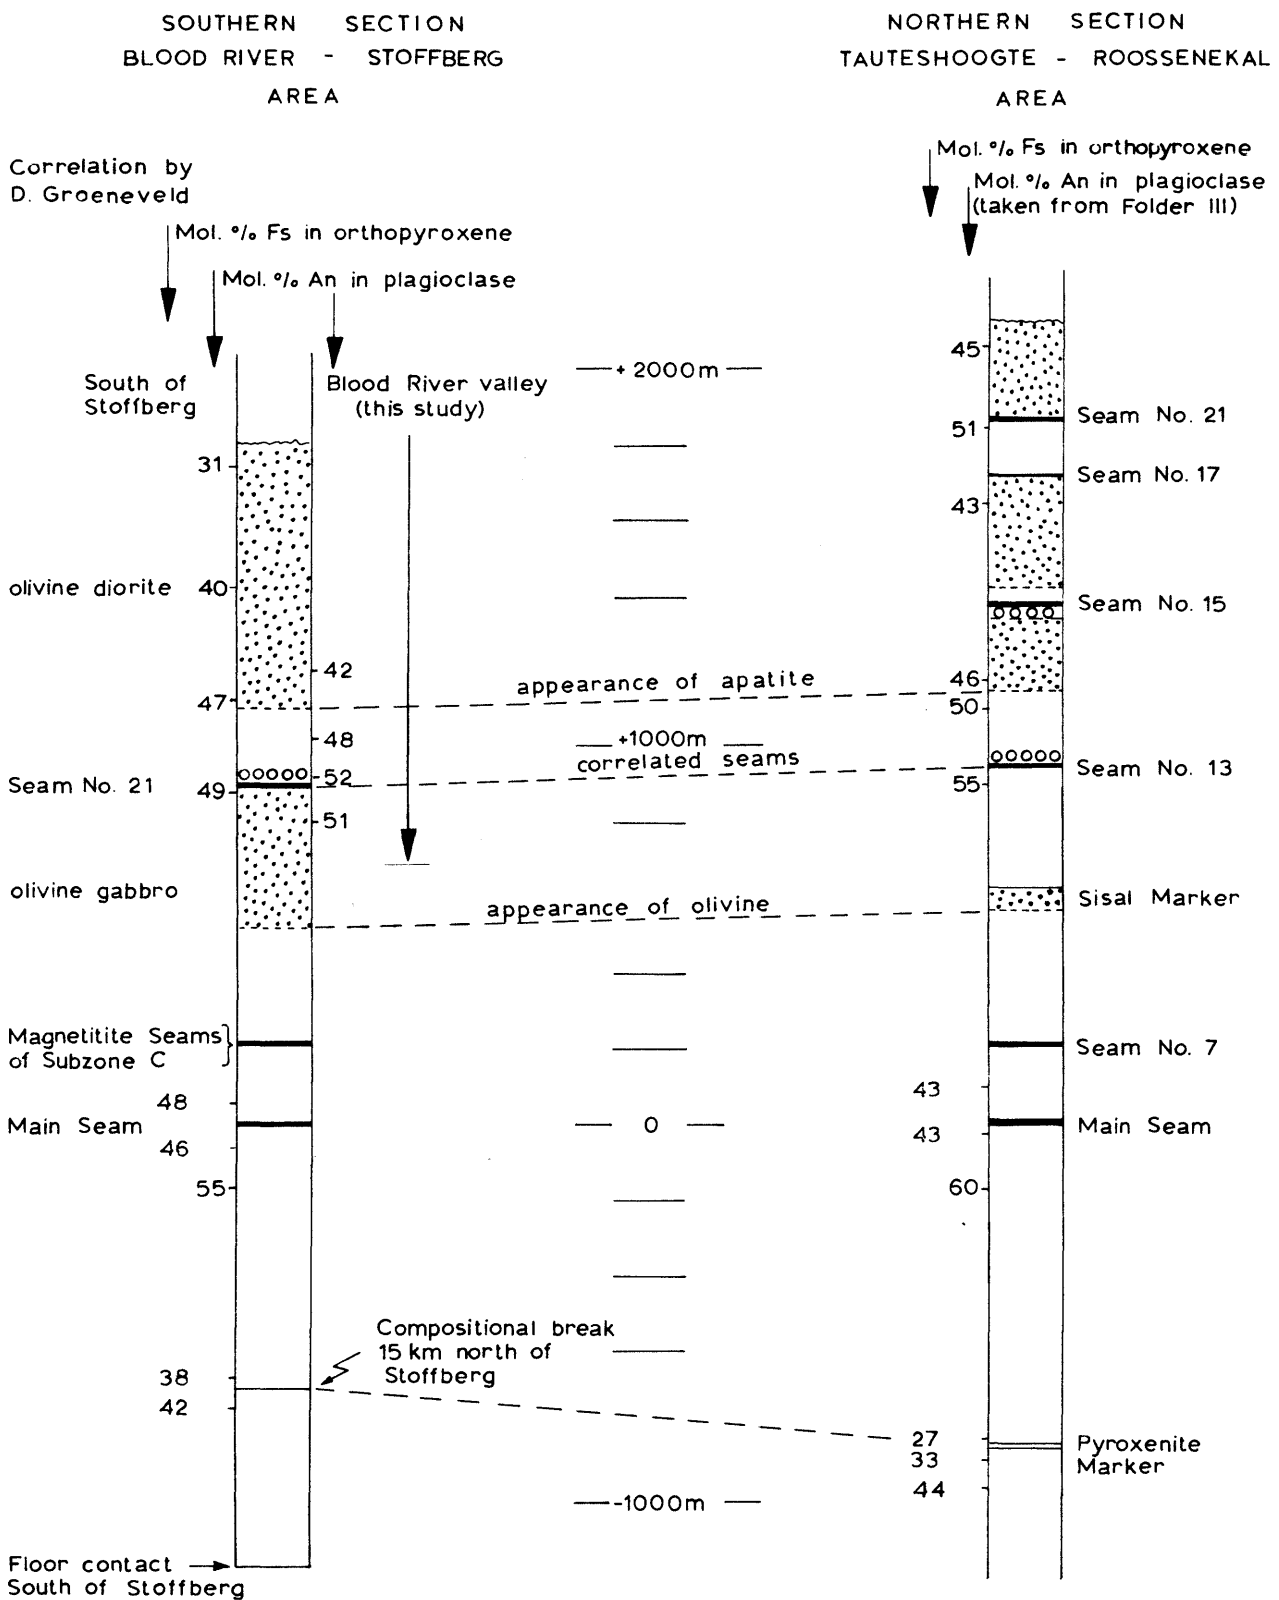 SOUTHERN SECTION
BLOOD RIVER - STOFFBERG
AREA
NORTHERN SECTION
TAUTESHOOGTE - ROOSSENEKAL
AREA
Correlation by
D. Groeneveld
Mol. % Fs in orthopyroxene
Mol. % An in plagioclase
South of
Stoffberg
Blood River valley
(this study)
31
olivine diorite
40
42
47
48
Seam No. 21
52
49
51
olivine gabbro
Magnetitite Seams
of Subzone C
48
Main Seam
46
55
Compositional break
15 km north of
Stoffberg
38
42
Floor contact
South of Stoffberg
+ 2000m
appearance of apatite
+1000m
correlated seams
appearance of olivine
0
-1000m
Mol. % Fs in orthopyroxene
Mol. % An in plagioclase
(taken from Folder III)
45
Seam No. 21
51
Seam No. 17
43
Seam No. 15
46
50
Seam No. 13
55
Sisal Marker
Seam No. 7
43
Main Seam
43
60
27
Pyroxenite
Marker
33
44